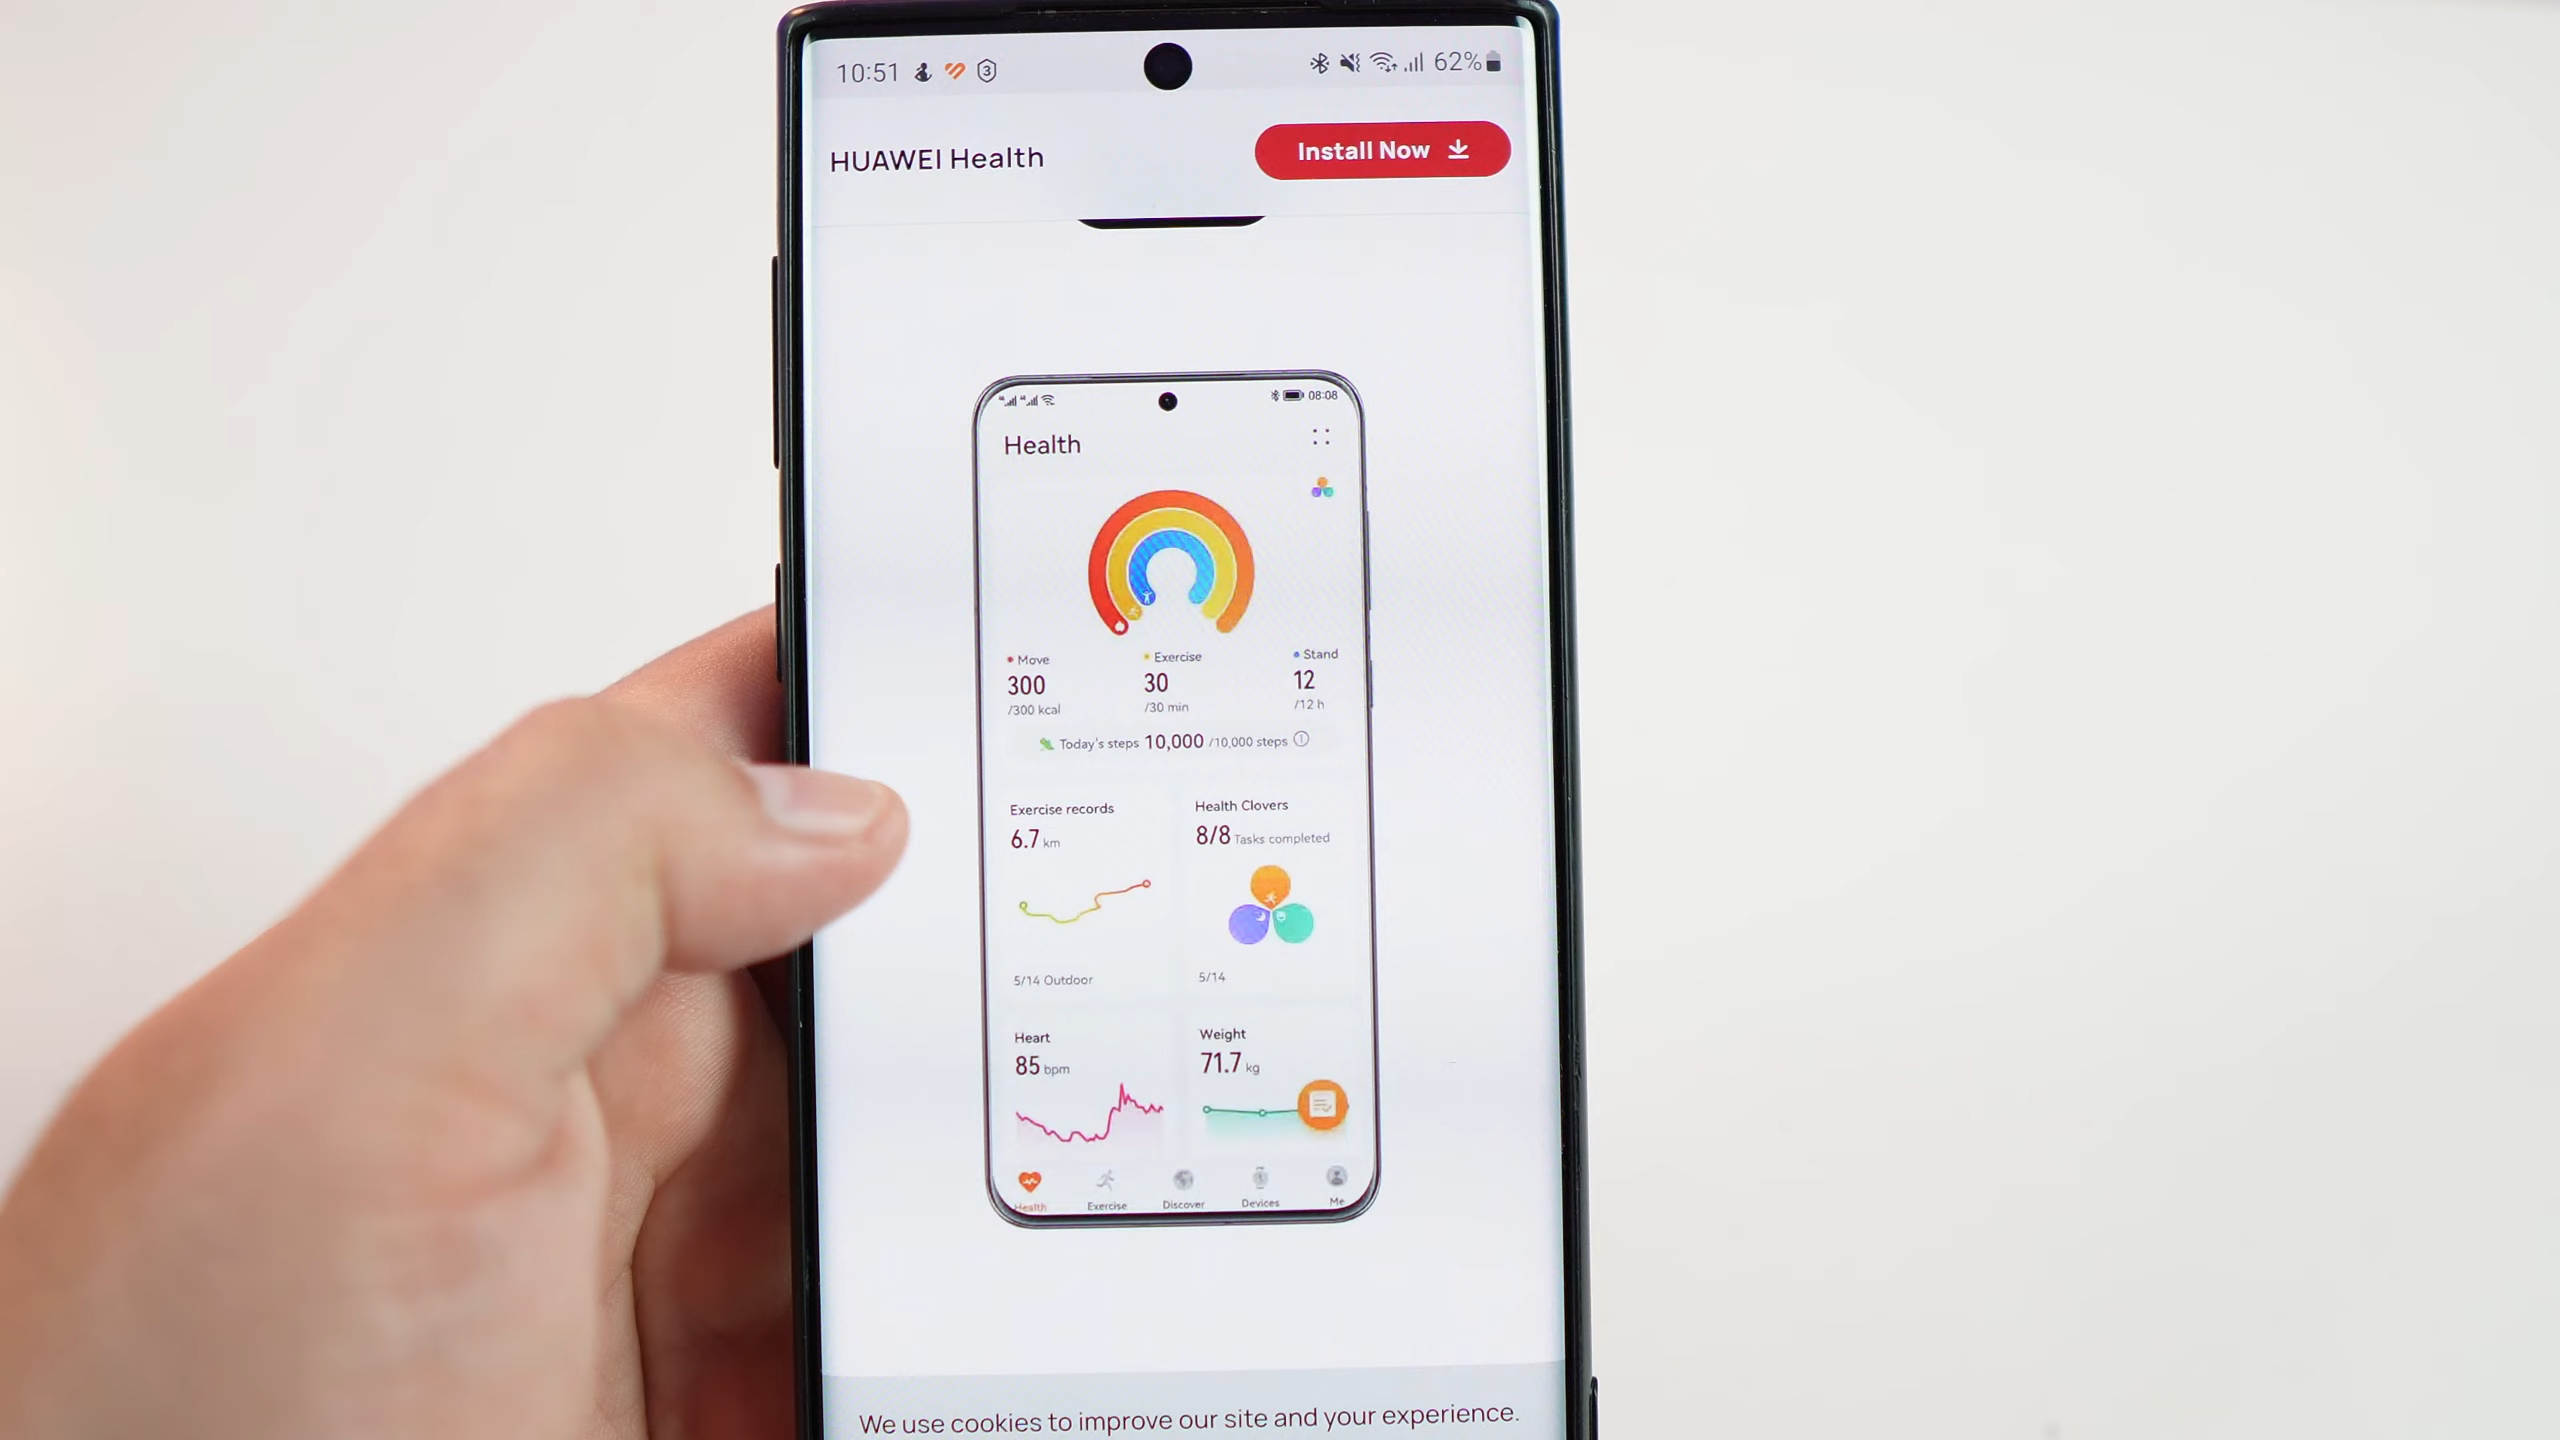 10:51 3 62%
HUAWEI Health
Install Now
08:08
Health
Move Exercise Stand
300 30 12
/300 kcal /30 min /12 h
Today's steps 10,000 /10,000 steps
Exercise records
6.7 km
5/14 Outdoor
Health Clovers
8/8 Tasks completed
5/14
Heart
85 bpm
Weight
71.7 kg
Health Exercise Discover Devices Me
We use cookies to improve our site and your experience.